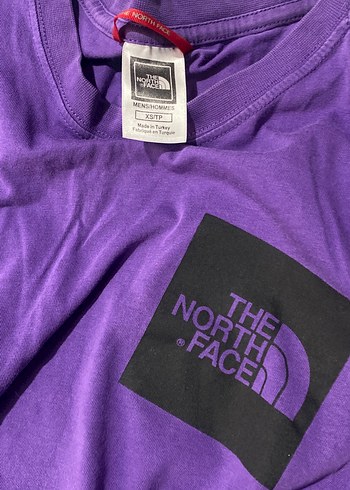 NORTH FACE
THE
NORTH
FACE
MENS/HOMMES
XS/TP
Made in Turkey
Fabriqué en Turquie
THE
NORTH
® FACE